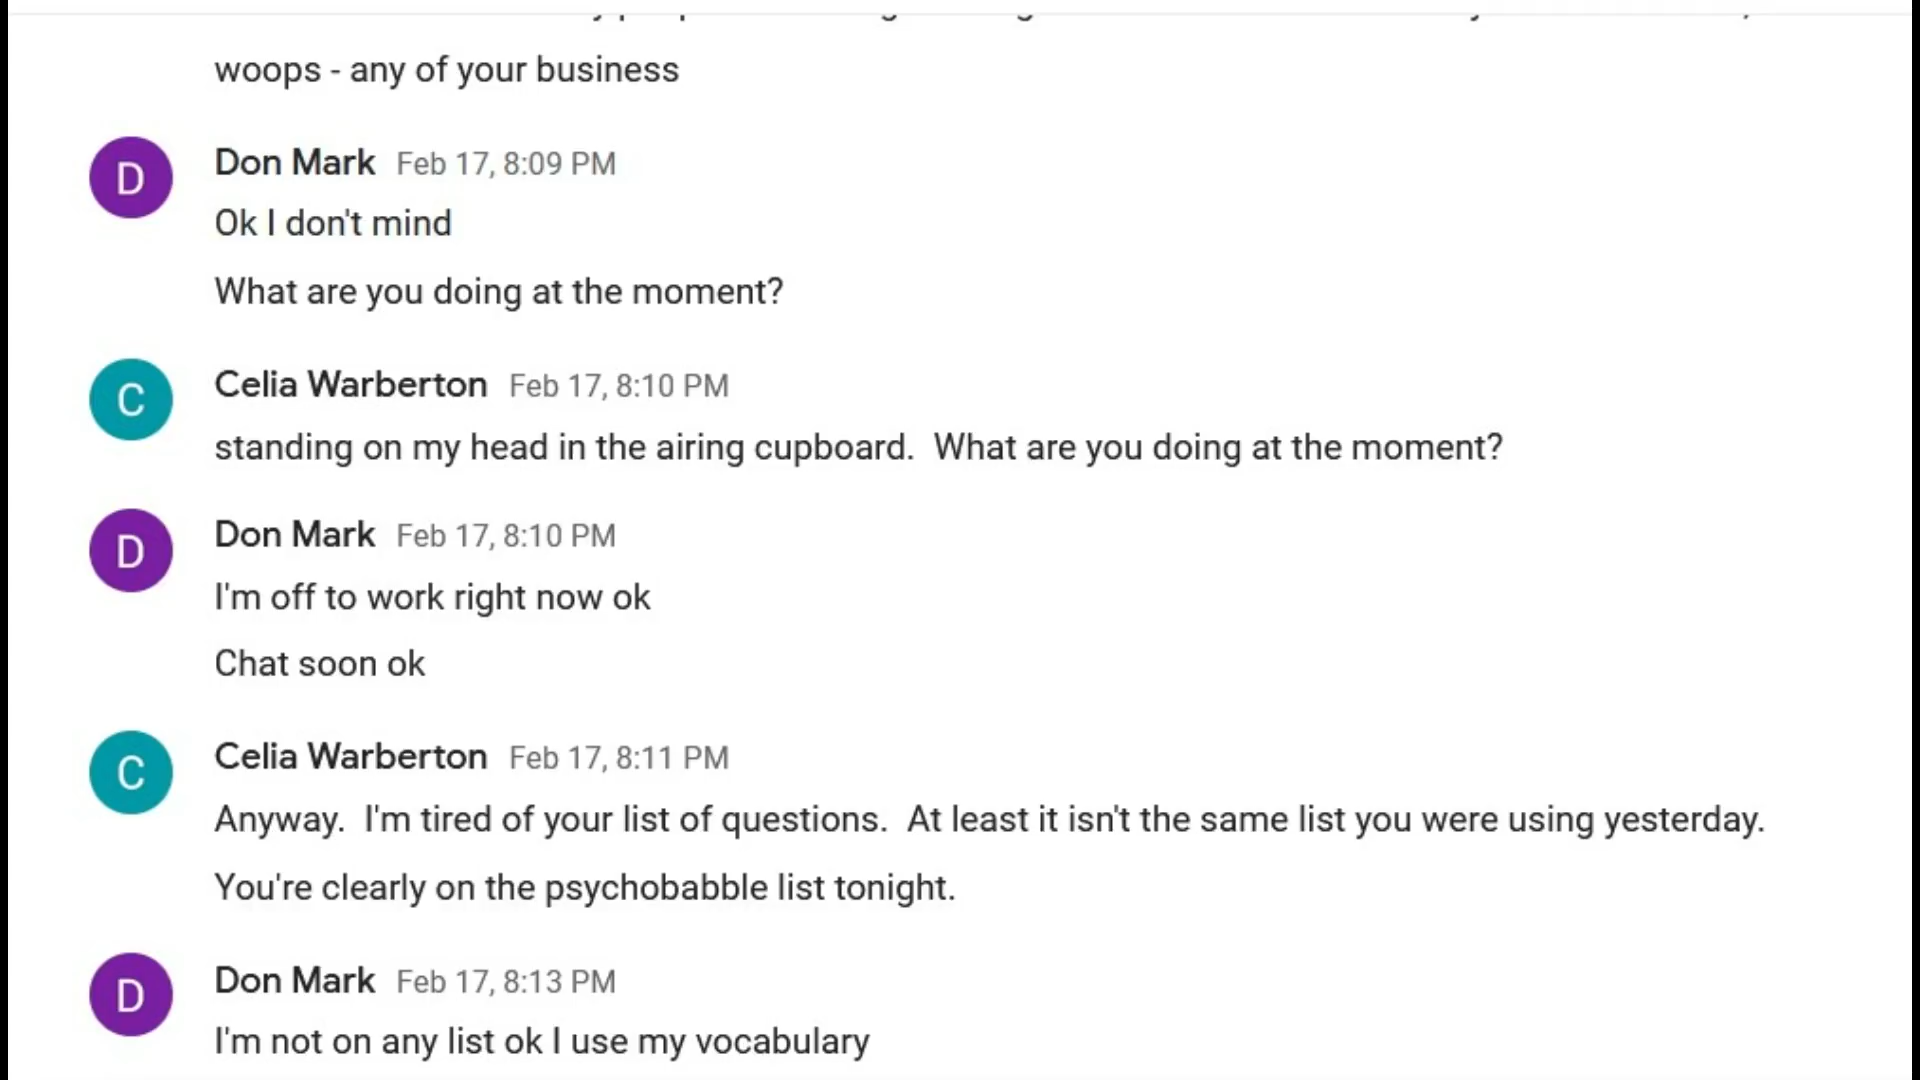 woops - any of your business
D
Don Mark Feb 17, 8:09 PM
Ok I don't mind
What are you doing at the moment?
C
Celia Warberton Feb 17, 8:10 PM
standing on my head in the airing cupboard.  What are you doing at the moment?
D
Don Mark Feb 17, 8:10 PM
I'm off to work right now ok
Chat soon ok
C
Celia Warberton Feb 17, 8:11 PM
Anyway.  I'm tired of your list of questions.  At least it isn't the same list you were using yesterday.
You're clearly on the psychobabble list tonight.
D
Don Mark Feb 17, 8:13 PM
I'm not on any list ok I use my vocabulary